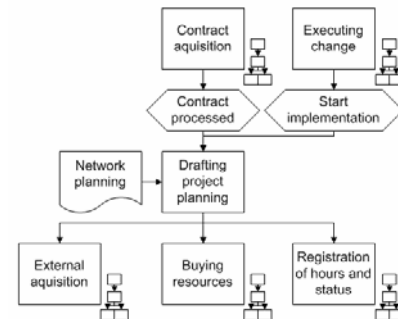 Contract
aquisition
Executing
change
Contract
processed
Start
implementation
Network
planning
Drafting
project
planning
External
aquisition
Buying
resources
Registration
of hours and
status